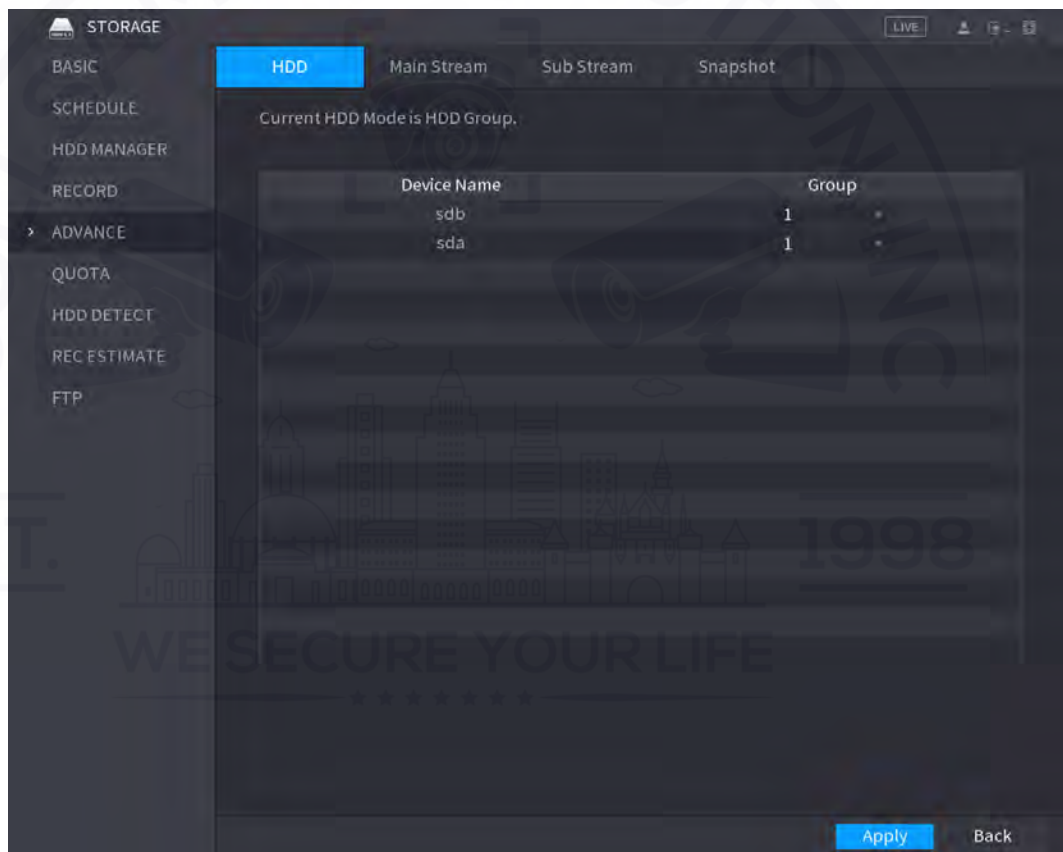 STORAGE
LIVE
BASIC
HDD Main Stream Sub Stream Snapshot
SCHEDULE
Current HDD Mode is HDD Group.
HDD MANAGER
RECORD
Device Name Group
sdb 1
ADVANCE
sda 1
QUOTA
HDD DETECT
REC ESTIMATE
FTP
T.
1998
WE SECURE YOUR LIFE
TION INC
Apply Back